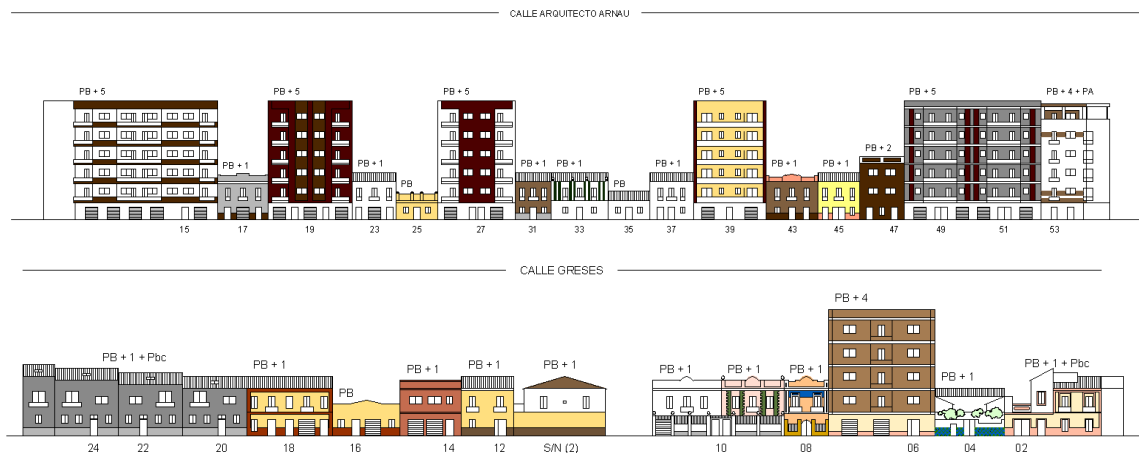 CALLE ARQUITECTO ARNAU
PB + 5
PB + 1
PB + 5
PB + 1
PB
PB + 5
PB + 1
PB + 1
PB
PB + 1
PB + 5
PB + 1
PB + 1
PB + 2
PB + 5
PB + 4 + PA
15
17
19
23
25
27
31
33
35
37
39
43
45
47
49
51
53
CALLE GRESES
PB + 1 + Pbc
PB + 1
PB
PB + 1
PB + 1
PB + 1
PB + 1
PB + 1
PB + 1
PB + 4
PB + 1
PB + 1 + Pbc
24
22
20
18
16
14
12
S/N (2)
10
08
06
04
02